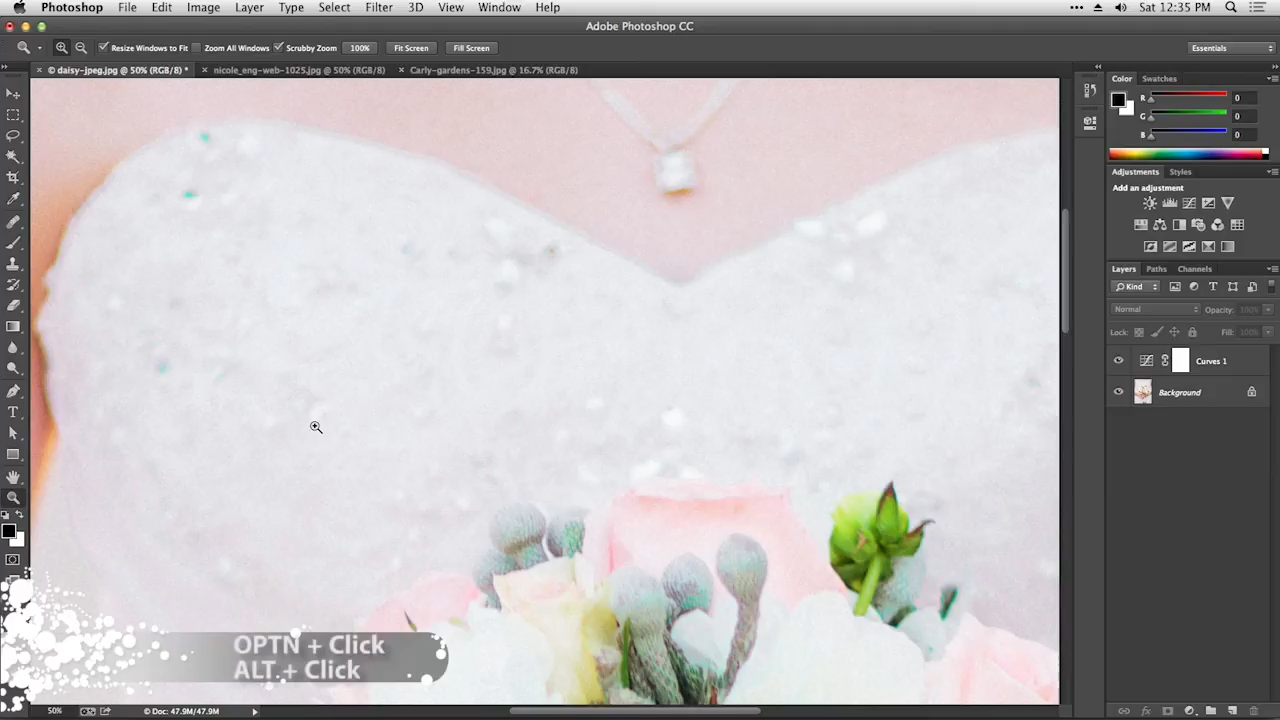 Photoshop File Edit Image Layer Type Select Filter 3D View Window Help Sat 12:35 PM
Adobe Photoshop CC
Resize Windows to Fit Zoom All Windows Scrubby Zoom 100% Fit Screen Fill Screen Essentials
© daisy-jpeg.jpg @ 50% (RGB/8) * nicole_eng-web-1025.jpg @ 50% (RGB/8) Carly-gardens-159.jpg @ 16.7% (RGB/8)
Color Swatches
R 0
G 0
B 0
Adjustments Styles
Add an adjustment
Layers Paths Channels
Kind
Normal Opacity: 100%
Lock: Fill: 100%
Curves 1
Background
OPTN + Click
ALT + Click
50% © Doc: 47.9M/47.9M